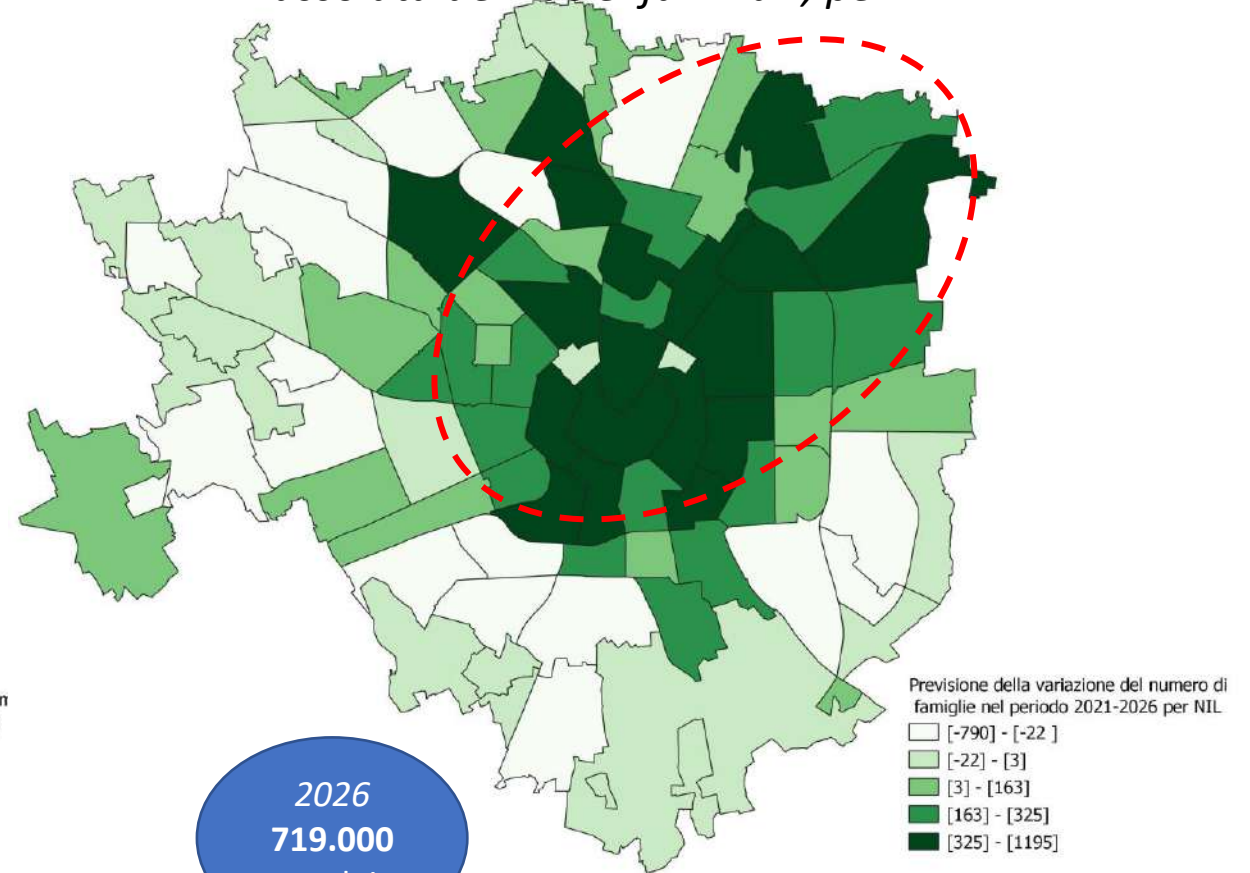 Previsione della variazione del numero di
famiglie nel periodo 2021-2026 per NIL
[-790] - [-22 ]
[-22] - [3]
[3] - [163]
[163] - [325]
[325] - [1195]
2026
719.000